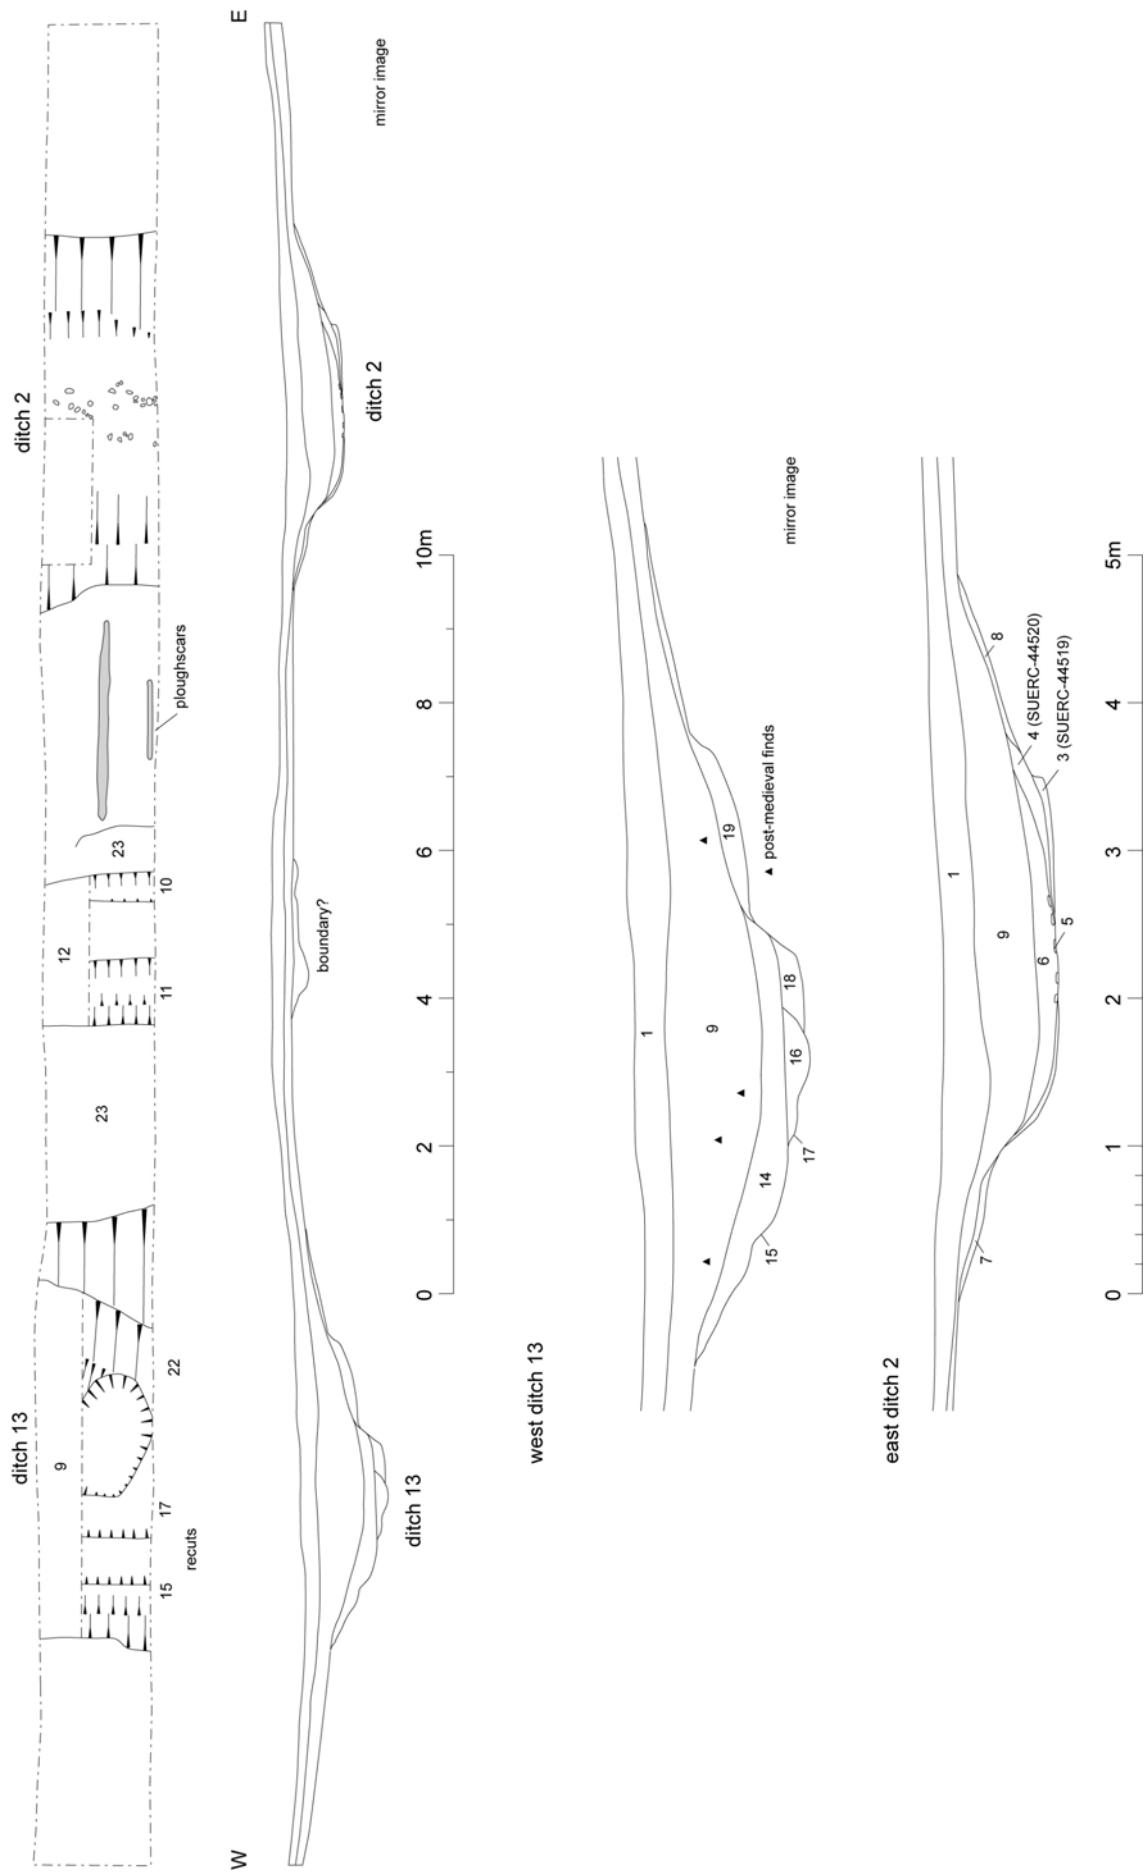 ditch 13
ditch 2
9
23
12
23
ploughscars
15
17
22
11
10
recuts
W
E
boundary?
ditch 13
ditch 2
mirror image
0
2
4
6
8
10m
west ditch 13
1
9
14
15
17
16
18
19
post-medieval finds
mirror image
east ditch 2
1
9
6
5
7
8
4 (SUERC-44520)
3 (SUERC-44519)
0
1
2
3
4
5m